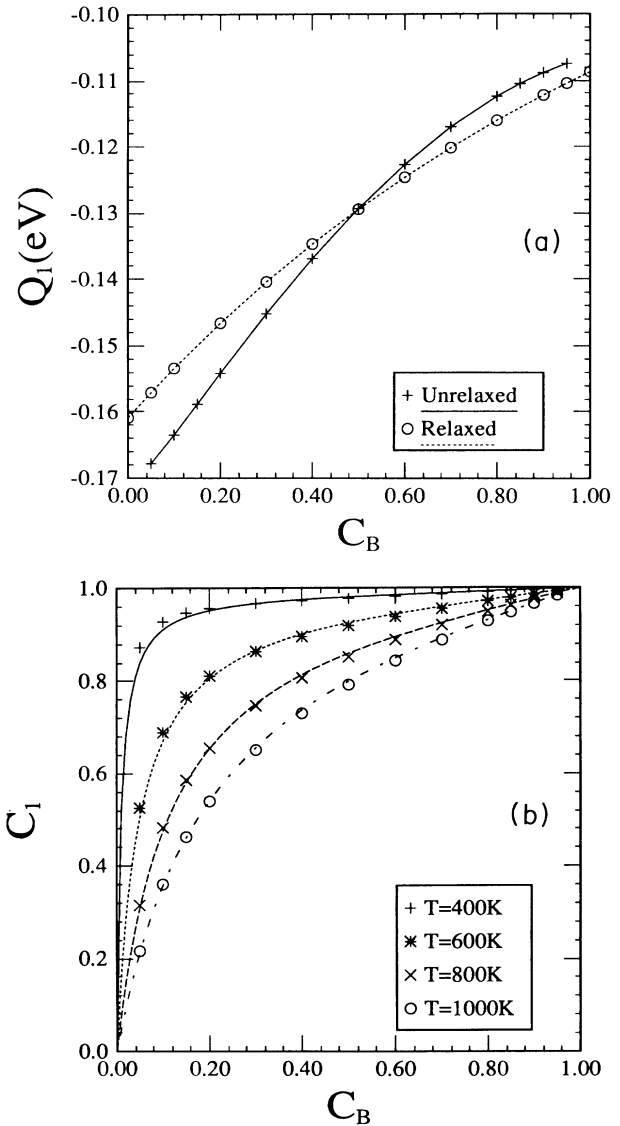 -0.10
-0.11
-0.12
-0.13
-0.14
-0.15
-0.16
-0.17
Q1(eV)
(a)
+ Unrelaxed
Relaxed
0.00 0.20 0.40 0.60 0.80 1.00
CB
1.0
0.8
0.6
0.4
0.2
0.0
C1
(b)
+ T=400K
T=600K
× T=800K
T=1000K
0.00 0.20 0.40 0.60 0.80 1.00
CB